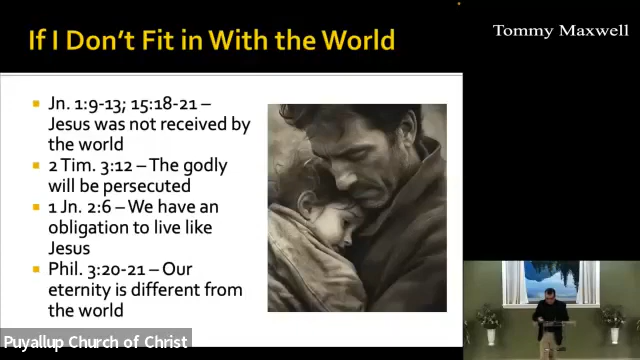 If I Don't Fit in With the World
Tommy Maxwell
Jn. 1:9-13; 15:18-21 –
Jesus was not received by
the world
2 Tim. 3:12 – The godly
will be persecuted
1 Jn. 2:6 – We have an
obligation to live like
Jesus
Phil. 3:20-21 – Our
eternity is different from
the world
Puyallup Church of Christ